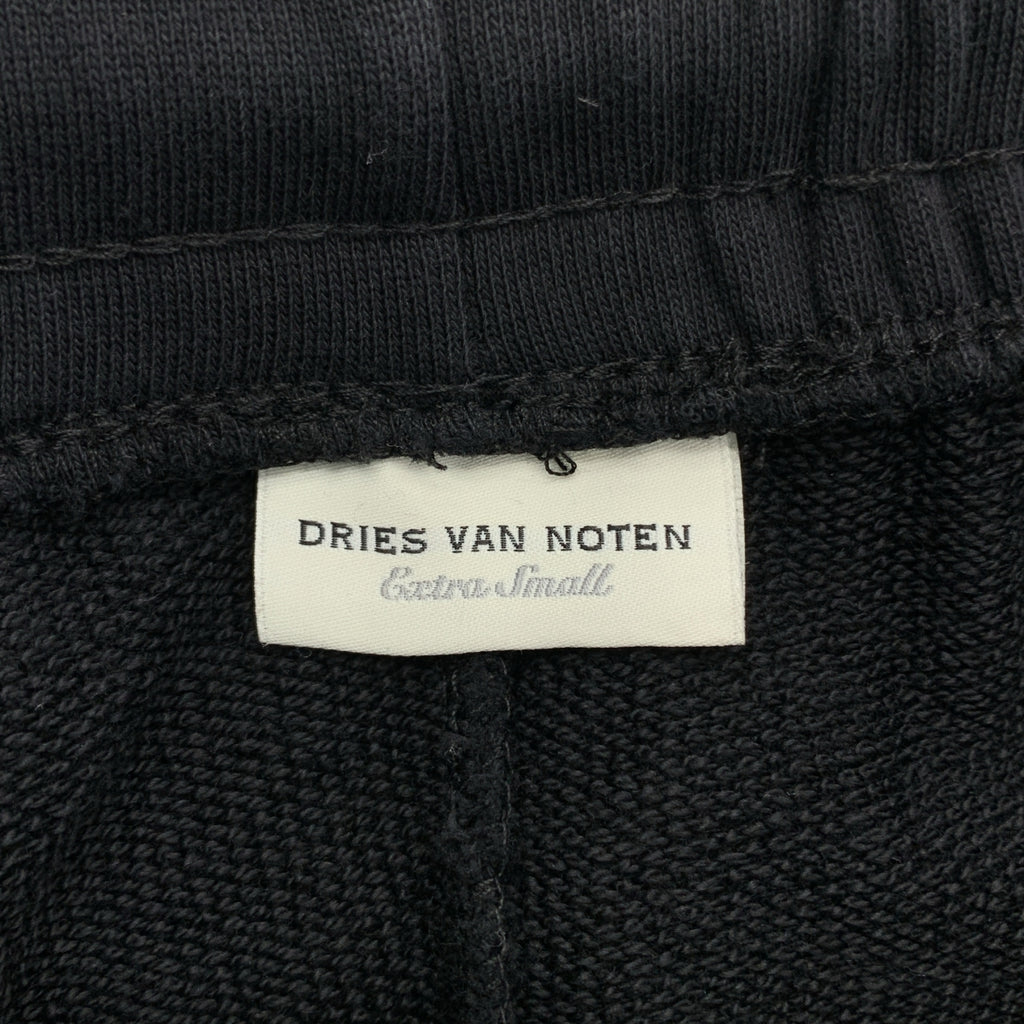 DRIES VAN NOTEN
Extra Small